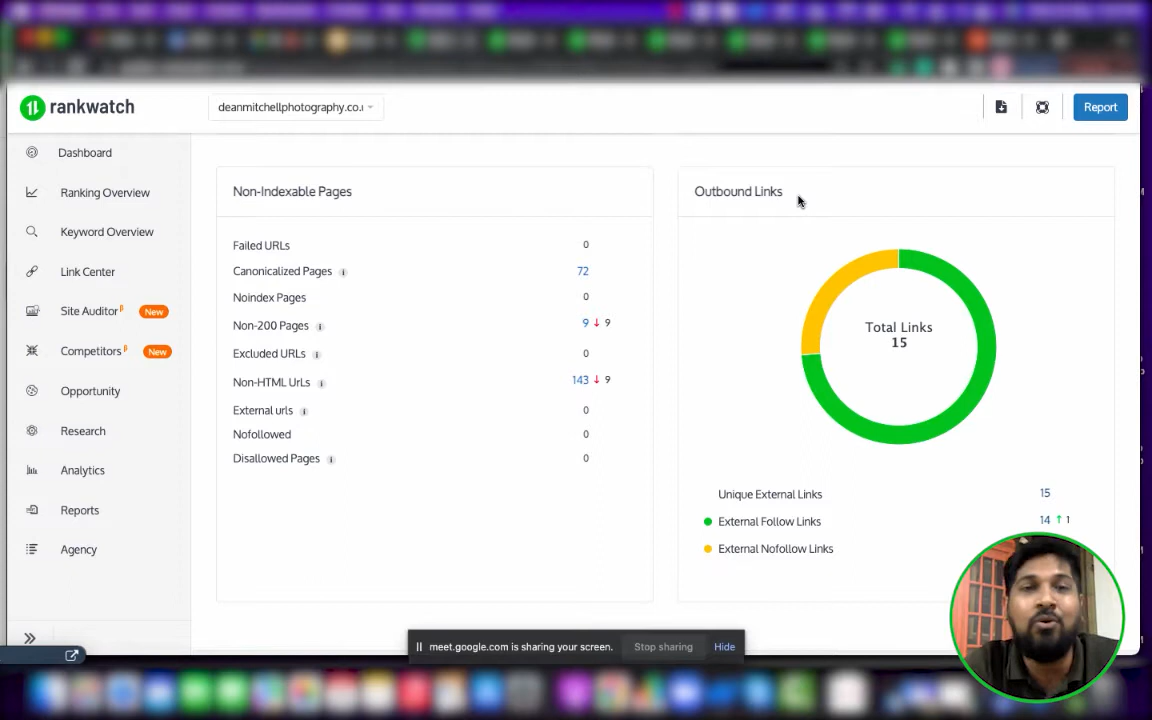 rankwatch
deanmitchellphotography.co.
Report
Dashboard
Ranking Overview
Keyword Overview
Link Center
Site Auditor β New
Competitors β New
Opportunity
Research
Analytics
Reports
Agency
Non-Indexable Pages
Failed URLs 0
Canonicalized Pages i 72
Noindex Pages 0
Non-200 Pages i 9 ↓ 9
Excluded URLs i 0
Non-HTML UrLs i 143 ↓ 9
External urls i 0
Nofollowed 0
Disallowed Pages i 0
Outbound Links
Total Links
15
Unique External Links 15
External Follow Links 14 ↑ 1
External Nofollow Links
meet.google.com is sharing your screen. Stop sharing Hide